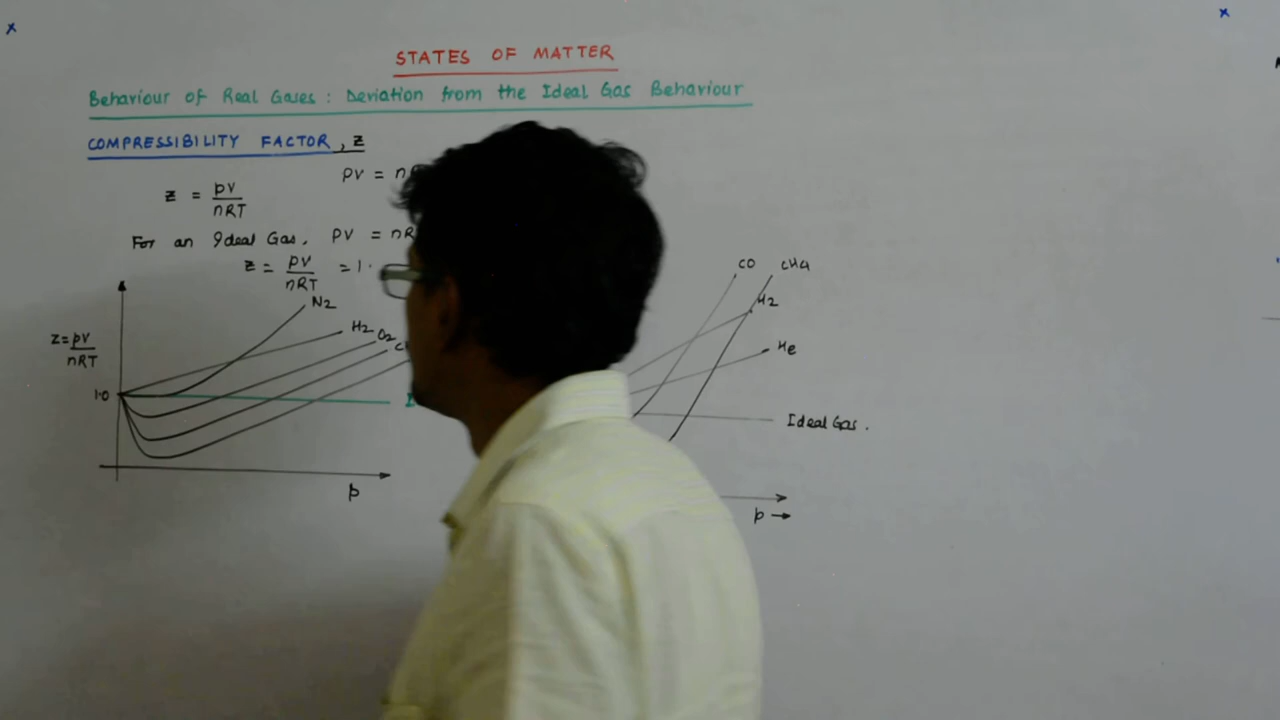 STATES OF MATTER
Behaviour of Real Gases : Deviation from the Ideal Gas Behaviour
COMPRESSIBILITY FACTOR, Z
PV = n
Z = PV / nRT
For an Ideal Gas, PV = nR
Z = PV / nRT = 1.
N2
H2
O2
Z = PV / nRT
1.0
p
CO
CH4
H2
He
Ideal Gas.
p →